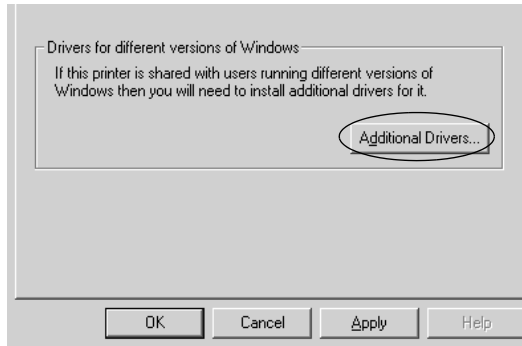 Drivers for different versions of Windows
If this printer is shared with users running different versions of
Windows then you will need to install additional drivers for it.
Additional Drivers...
OK Cancel Apply Help